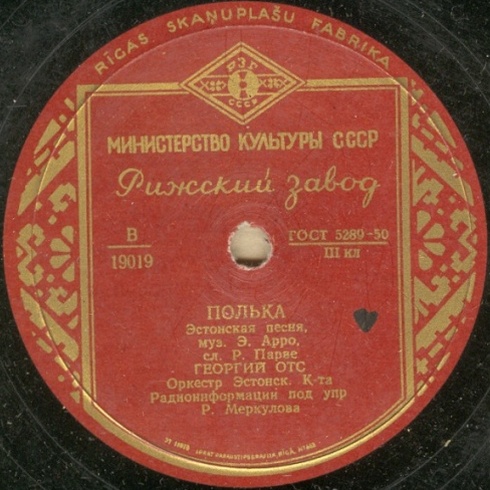 RĪGAS SKAŅUPLAŠU FABRIKA
РЗГ
СССР
МИНИСТЕРСТВО КУЛЬТУРЫ СССР
Рижский завод
В
19019
ГОСТ 5289-50
III кл
ПОЛЬКА
Эстонская песня,
муз. Э. Арро,
сл. Р. Парве
ГЕОРГИЙ ОТС
Оркестр Эстонск. К-та
Радиоинформации под упр
Р. Меркулова